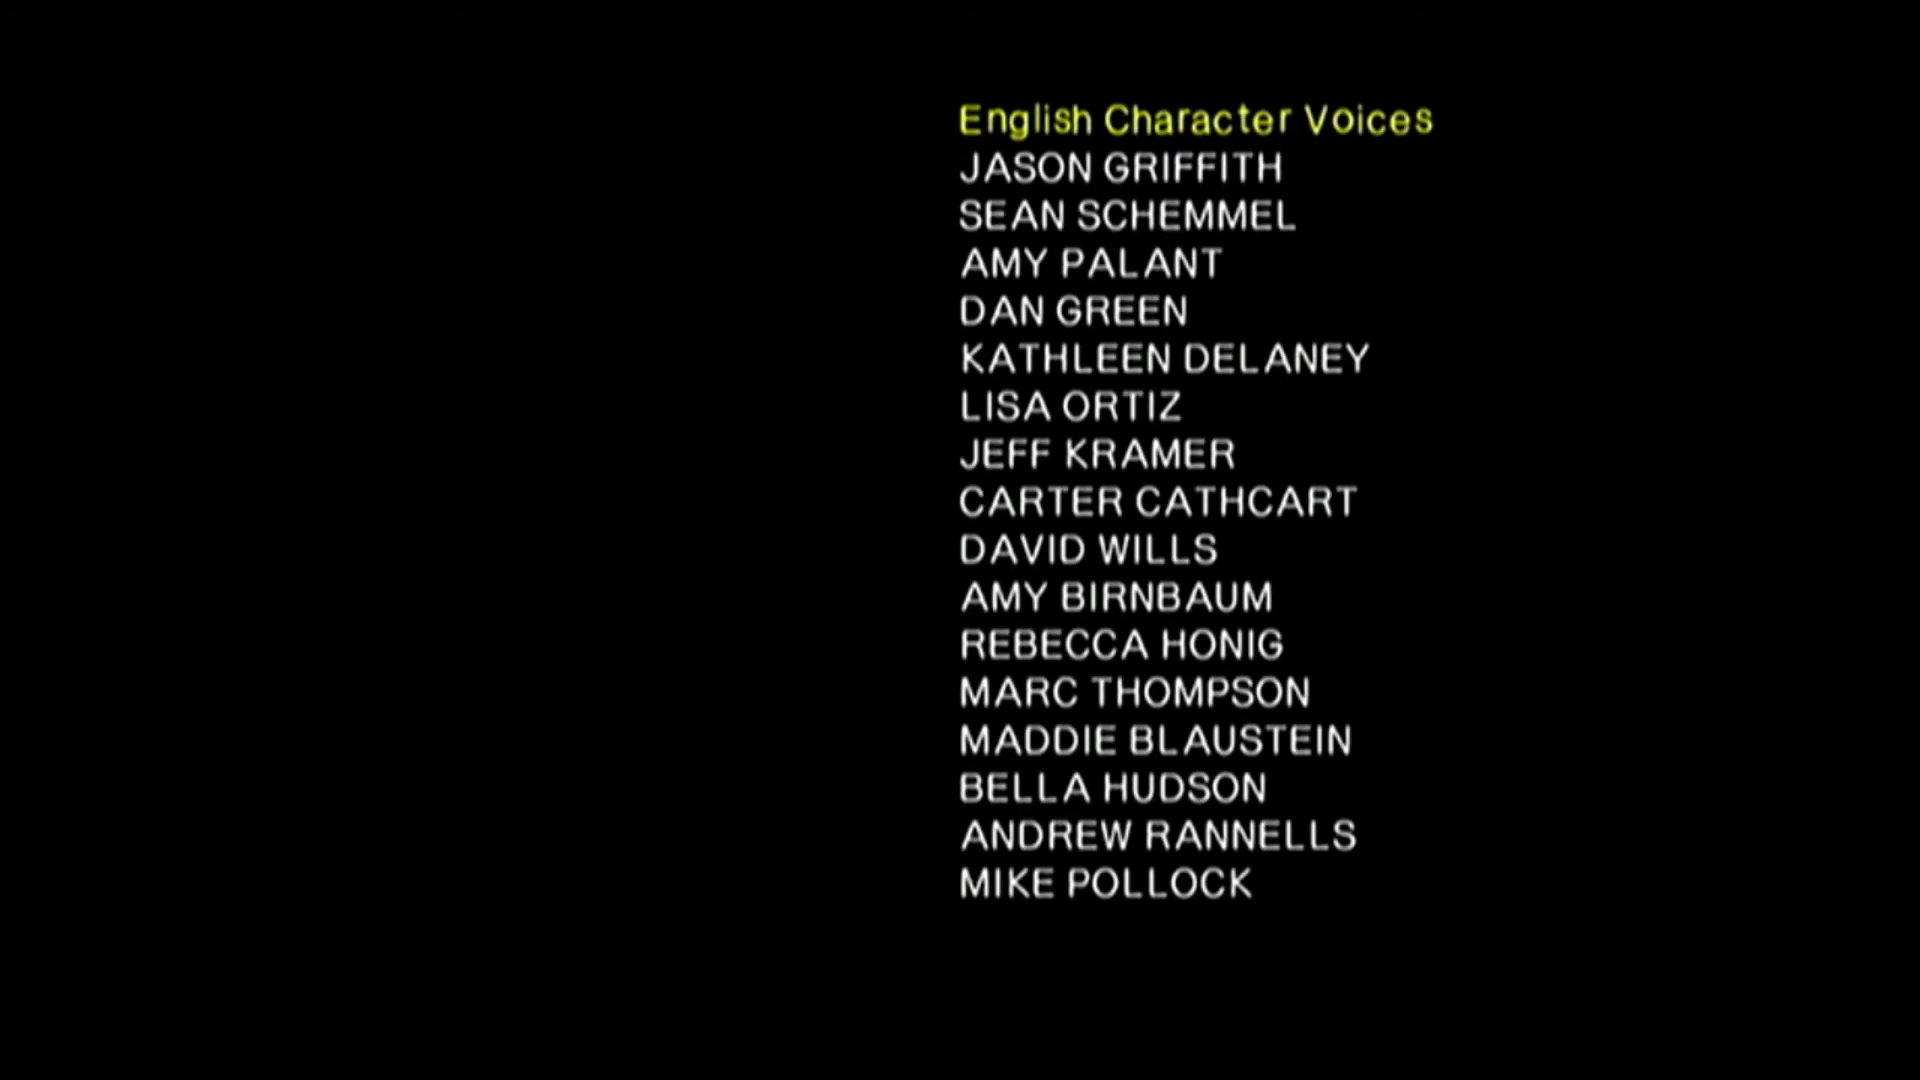 English Character Voices
JASON GRIFFITH
SEAN SCHEMMEL
AMY PALANT
DAN GREEN
KATHLEEN DELANEY
LISA ORTIZ
JEFF KRAMER
CARTER CATHCART
DAVID WILLS
AMY BIRNBAUM
REBECCA HONIG
MARC THOMPSON
MADDIE BLAUSTEIN
BELLA HUDSON
ANDREW RANNELLS
MIKE POLLOCK